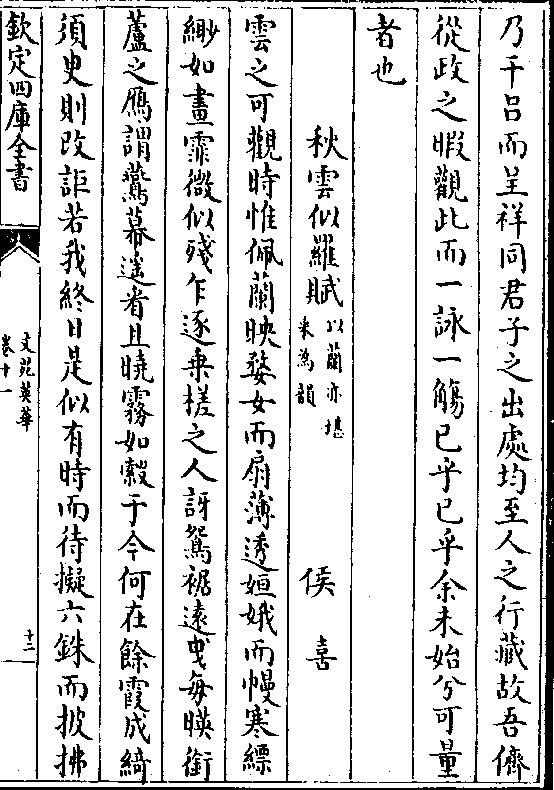 乃干呂而呈祥同君子之出處均至人之行藏故吾儕
從政之暇觀此而一詠一觴已乎已乎余未始兮可量
者也
秋雲似羅賦以蘭亦堪采為韻 侯喜
雲之可觀時惟佩蘭映婺女而扇薄透姮娥而幔寒縹
緲如畫霏微似殘乍逐乗槎之人訝鴛裾遠曳每暎銜
蘆之鴈謂鷰幕遙㸔且曉霧如縠于今何在餘霞成綺
須臾則改詎若我終日是似有時而待擬六銖而披拂
欽定四庫全書
文苑英華
卷十一
十三